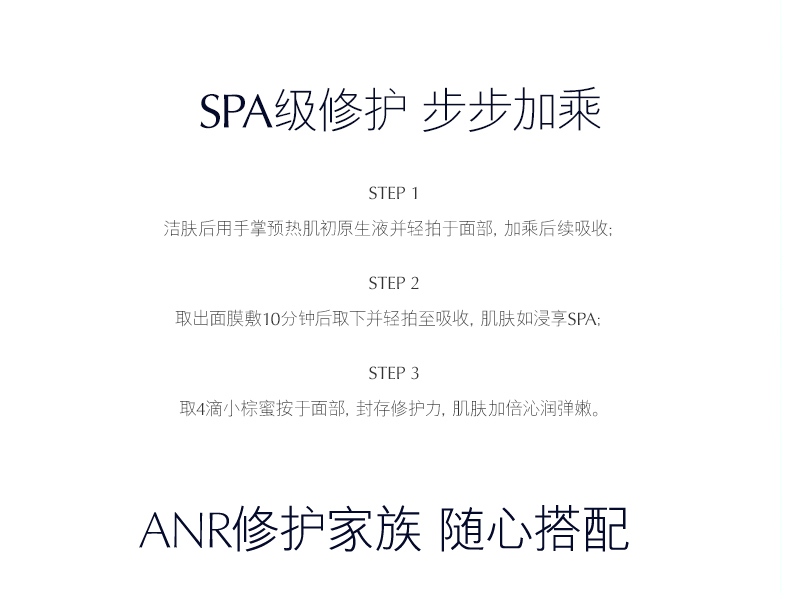 SPA级修护 步步加乘
STEP 1
洁肤后用手掌预热肌初原生液并轻拍于面部, 加乘后续吸收;
STEP 2
取出面膜敷10分钟后取下并轻拍至吸收, 肌肤如浸享SPA;
STEP 3
取4滴小棕蜜按于面部, 封存修护力, 肌肤加倍沁润弹嫩。
ANR修护家族 随心搭配